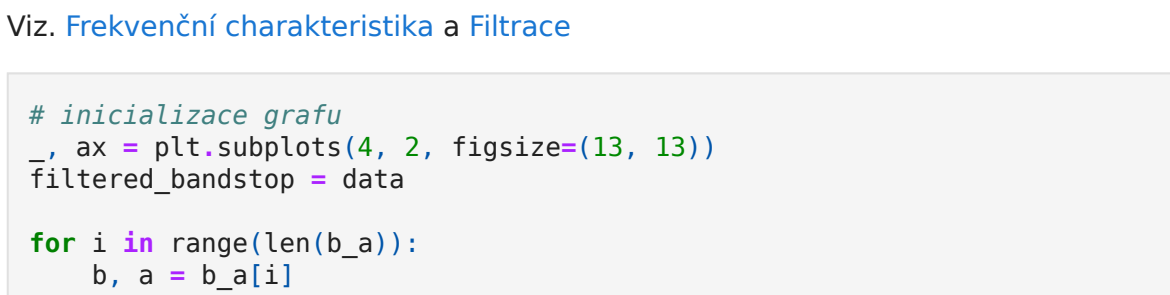 Viz. Frekvenční charakteristika a Filtrace
# inicializace grafu
_, ax = plt.subplots(4, 2, figsize=(13, 13))
filtered_bandstop = data
for i in range(len(b_a)):
    b, a = b_a[i]